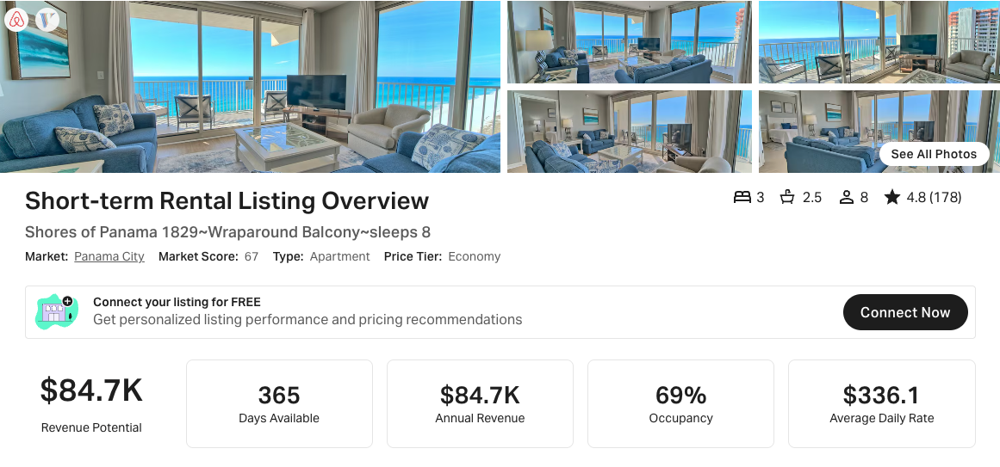 See All Photos
Short-term Rental Listing Overview
3 2.5 8 4.8 (178)
Shores of Panama 1829~Wraparound Balcony~sleeps 8
Market: Panama City Market Score: 67 Type: Apartment Price Tier: Economy
Connect your listing for FREE
Get personalized listing performance and pricing recommendations
Connect Now
$84.7K
Revenue Potential
365
Days Available
$84.7K
Annual Revenue
69%
Occupancy
$336.1
Average Daily Rate